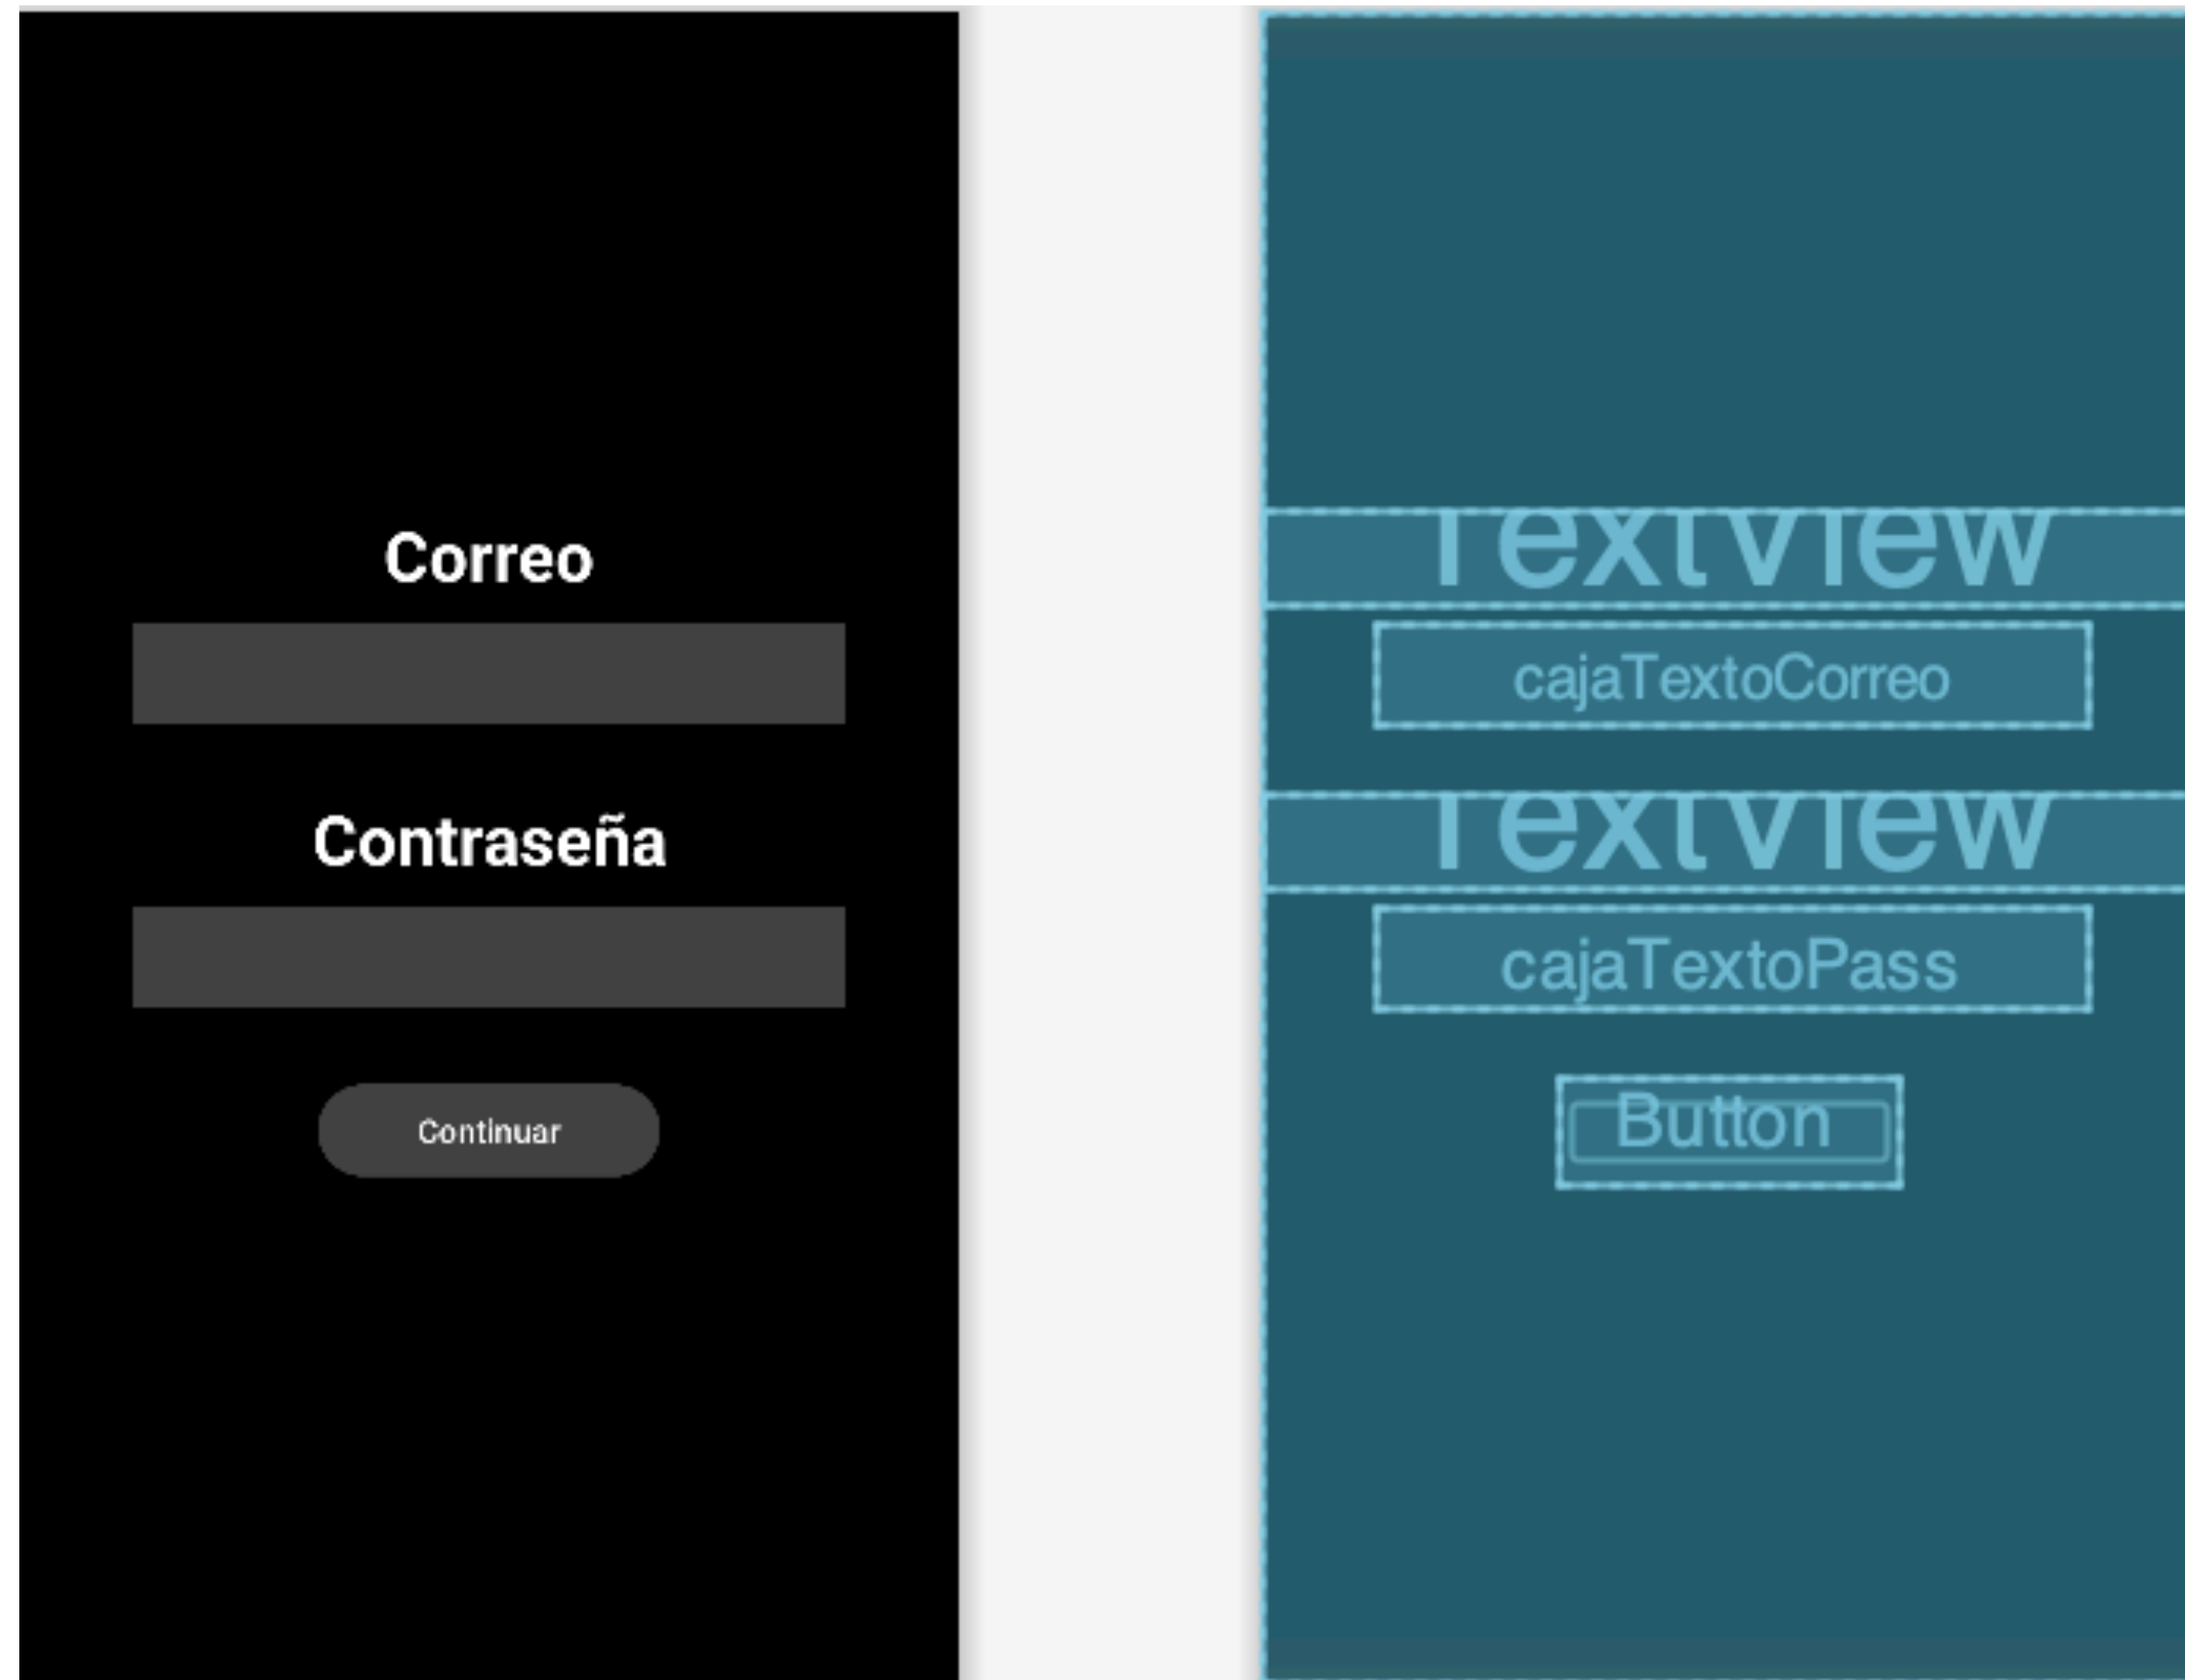 Correo
Contraseña
Continuar
TextView
cajaTextoCorreo
TextView
cajaTextoPass
Button